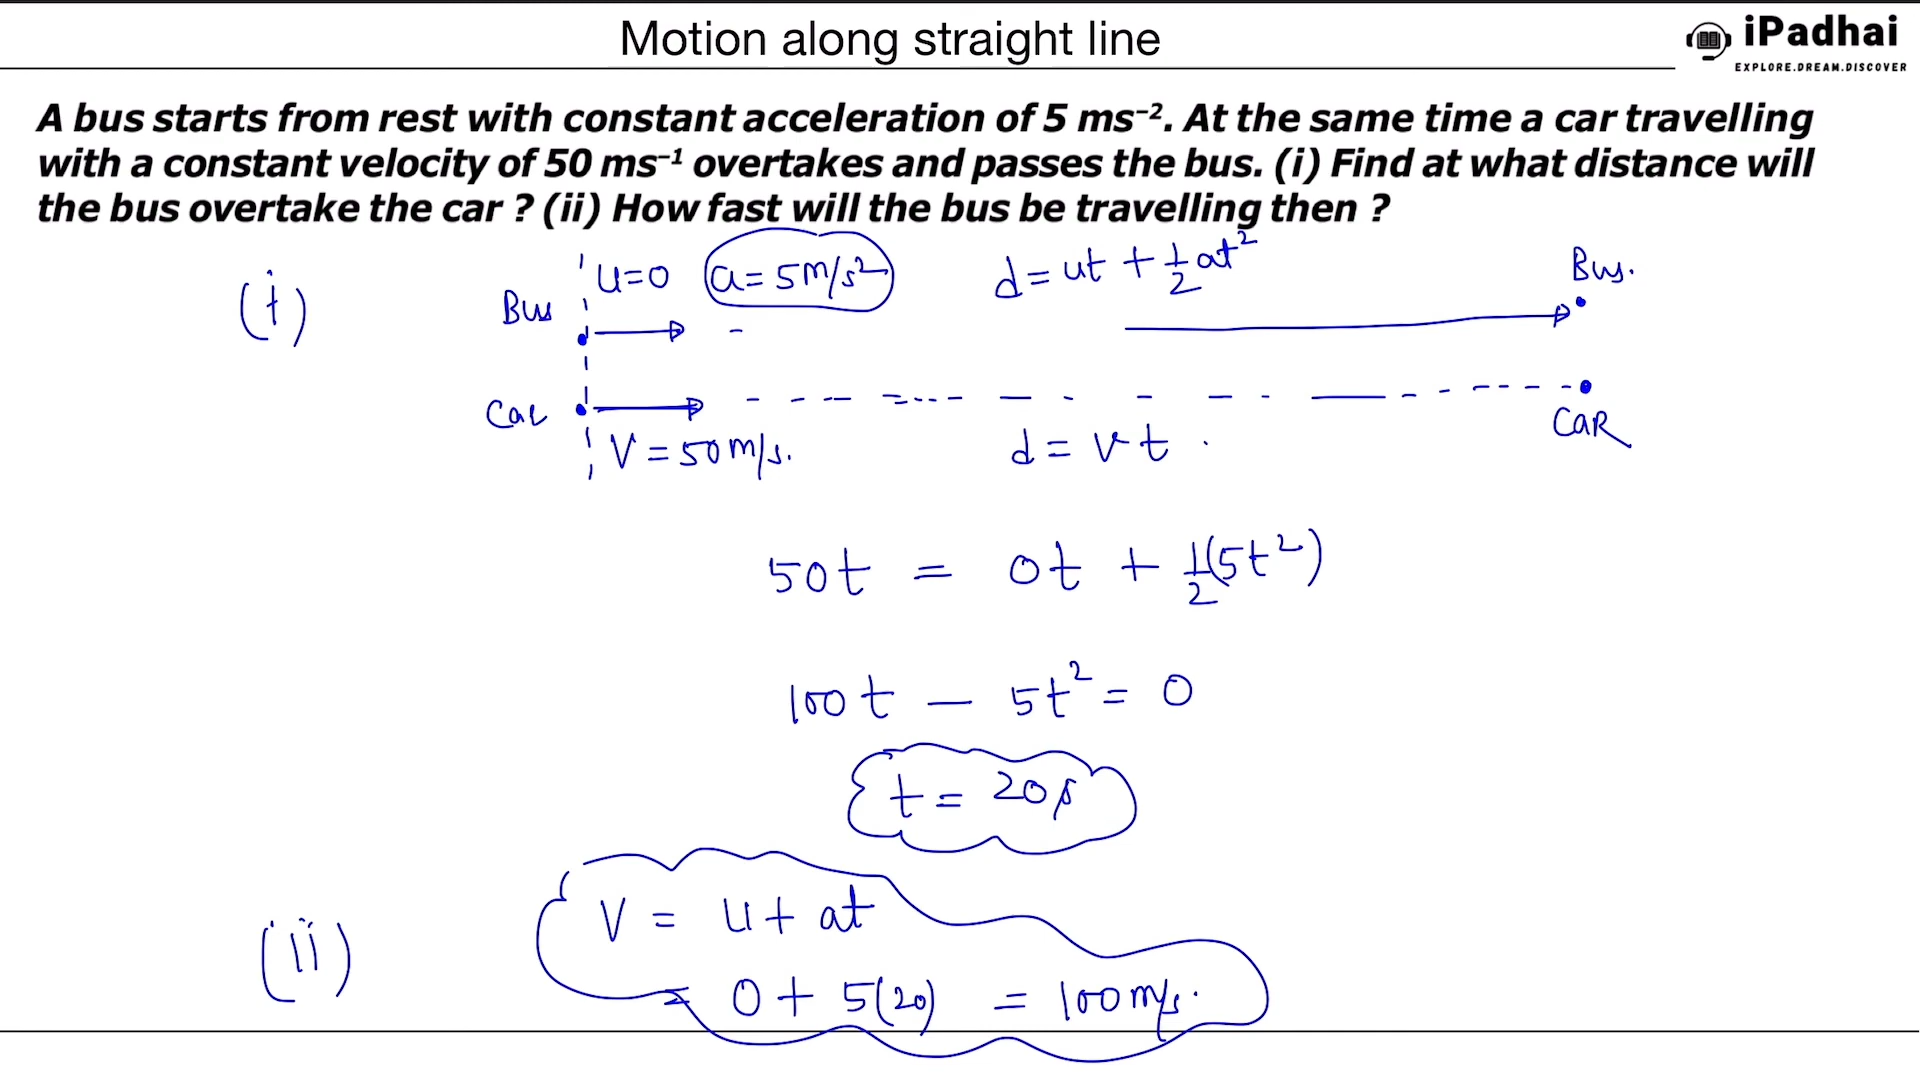 Motion along straight line
iPadhai
EXPLORE.DREAM.DISCOVER
A bus starts from rest with constant acceleration of 5 ms⁻². At the same time a car travelling
with a constant velocity of 50 ms⁻¹ overtakes and passes the bus. (i) Find at what distance will
the bus overtake the car ? (ii) How fast will the bus be travelling then ?
(i)
Bus u=0 a=5m/s² d=ut+½at² Bus.
Car V=50m/s. d=vt CAR
50t = 0t + ½(5t²)
100t − 5t² = 0
t = 20s
(ii)
V = u+at
= 0+5(20) = 100m/s.